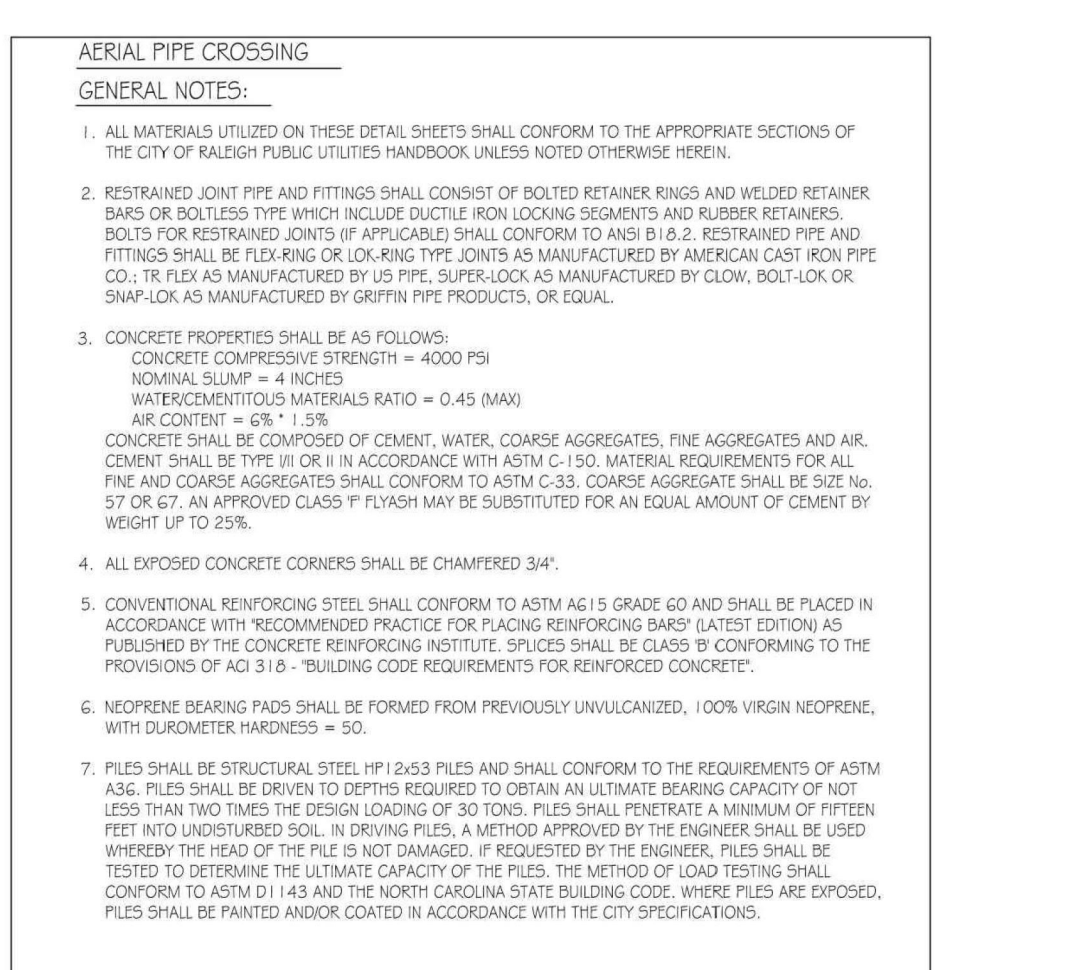 AERIAL PIPE CROSSING
GENERAL NOTES:
1. ALL MATERIALS UTILIZED ON THESE DETAIL SHEETS SHALL CONFORM TO THE APPROPRIATE SECTIONS OF
THE CITY OF RALEIGH PUBLIC UTILITIES HANDBOOK UNLESS NOTED OTHERWISE HEREIN.
2. RESTRAINED JOINT PIPE AND FITTINGS SHALL CONSIST OF BOLTED RETAINER RINGS AND WELDED RETAINER
BARS OR BOLTLESS TYPE WHICH INCLUDE DUCTILE IRON LOCKING SEGMENTS AND RUBBER RETAINERS.
BOLTS FOR RESTRAINED JOINTS (IF APPLICABLE) SHALL CONFORM TO ANSI B18.2. RESTRAINED PIPE AND
FITTINGS SHALL BE FLEX-RING OR LOK-RING TYPE JOINTS AS MANUFACTURED BY AMERICAN CAST IRON PIPE
CO.; TR FLEX AS MANUFACTURED BY US PIPE, SUPER-LOCK AS MANUFACTURED BY CLOW, BOLT-LOK OR
SNAP-LOK AS MANUFACTURED BY GRIFFIN PIPE PRODUCTS, OR EQUAL.
3. CONCRETE PROPERTIES SHALL BE AS FOLLOWS:
CONCRETE COMPRESSIVE STRENGTH = 4000 PSI
NOMINAL SLUMP = 4 INCHES
WATER/CEMENTITOUS MATERIALS RATIO = 0.45 (MAX)
AIR CONTENT = 6% * 1.5%
CONCRETE SHALL BE COMPOSED OF CEMENT, WATER, COARSE AGGREGATES, FINE AGGREGATES AND AIR.
CEMENT SHALL BE TYPE I/II OR II IN ACCORDANCE WITH ASTM C-150. MATERIAL REQUIREMENTS FOR ALL
FINE AND COARSE AGGREGATES SHALL CONFORM TO ASTM C-33. COARSE AGGREGATE SHALL BE SIZE No.
57 OR 67. AN APPROVED CLASS 'F' FLYASH MAY BE SUBSTITUTED FOR AN EQUAL AMOUNT OF CEMENT BY
WEIGHT UP TO 25%.
4. ALL EXPOSED CONCRETE CORNERS SHALL BE CHAMFERED 3/4".
5. CONVENTIONAL REINFORCING STEEL SHALL CONFORM TO ASTM A615 GRADE 60 AND SHALL BE PLACED IN
ACCORDANCE WITH "RECOMMENDED PRACTICE FOR PLACING REINFORCING BARS" (LATEST EDITION) AS
PUBLISHED BY THE CONCRETE REINFORCING INSTITUTE. SPLICES SHALL BE CLASS 'B' CONFORMING TO THE
PROVISIONS OF ACI 318 - "BUILDING CODE REQUIREMENTS FOR REINFORCED CONCRETE".
6. NEOPRENE BEARING PADS SHALL BE FORMED FROM PREVIOUSLY UNVULCANIZED, 100% VIRGIN NEOPRENE,
WITH DUROMETER HARDNESS = 50.
7. PILES SHALL BE STRUCTURAL STEEL HP12x53 PILES AND SHALL CONFORM TO THE REQUIREMENTS OF ASTM
A36. PILES SHALL BE DRIVEN TO DEPTHS REQUIRED TO OBTAIN AN ULTIMATE BEARING CAPACITY OF NOT
LESS THAN TWO TIMES THE DESIGN LOADING OF 30 TONS. PILES SHALL PENETRATE A MINIMUM OF FIFTEEN
FEET INTO UNDISTURBED SOIL. IN DRIVING PILES, A METHOD APPROVED BY THE ENGINEER SHALL BE USED
WHEREBY THE HEAD OF THE PILE IS NOT DAMAGED. IF REQUESTED BY THE ENGINEER, PILES SHALL BE
TESTED TO DETERMINE THE ULTIMATE CAPACITY OF THE PILES. THE METHOD OF LOAD TESTING SHALL
CONFORM TO ASTM D1143 AND THE NORTH CAROLINA STATE BUILDING CODE. WHERE PILES ARE EXPOSED,
PILES SHALL BE PAINTED AND/OR COATED IN ACCORDANCE WITH THE CITY SPECIFICATIONS.